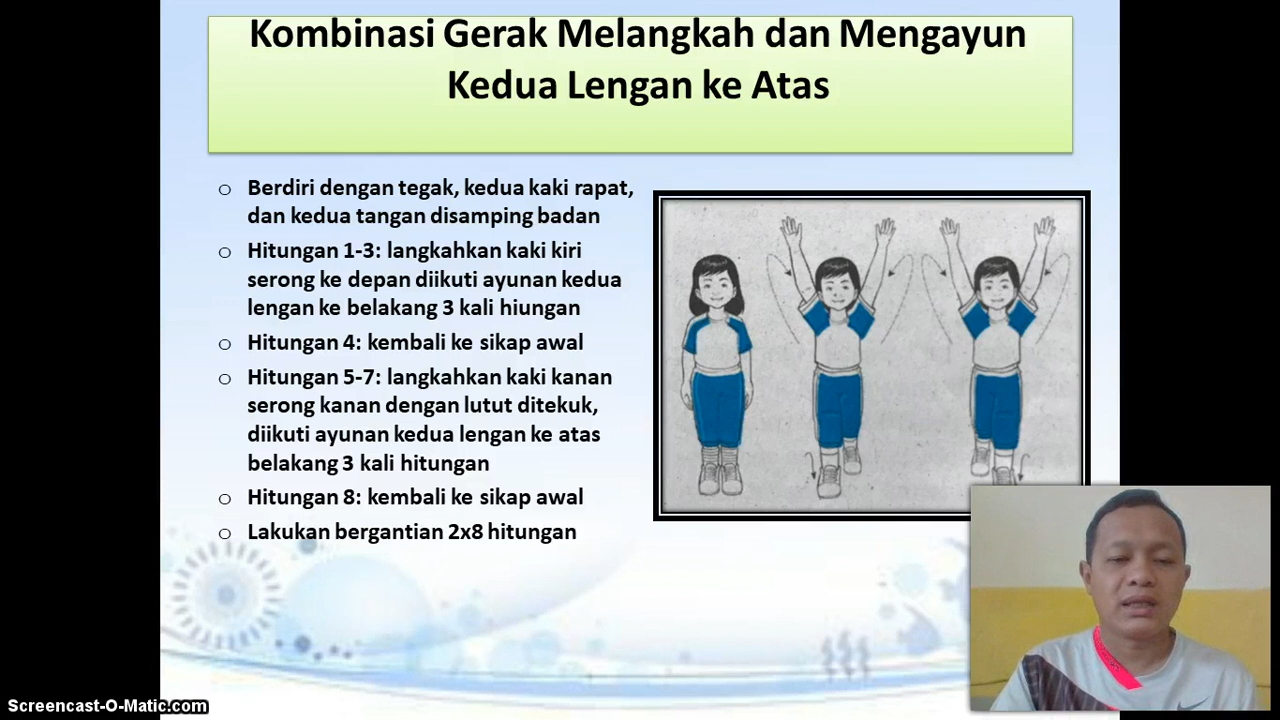 Kombinasi Gerak Melangkah dan Mengayun
Kedua Lengan ke Atas
o Berdiri dengan tegak, kedua kaki rapat,
dan kedua tangan disamping badan
o Hitungan 1-3: langkahkan kaki kiri
serong ke depan diikuti ayunan kedua
lengan ke belakang 3 kali hiungan
o Hitungan 4: kembali ke sikap awal
o Hitungan 5-7: langkahkan kaki kanan
serong kanan dengan lutut ditekuk,
diikuti ayunan kedua lengan ke atas
belakang 3 kali hitungan
o Hitungan 8: kembali ke sikap awal
o Lakukan bergantian 2x8 hitungan
Screencast-O-Matic.com